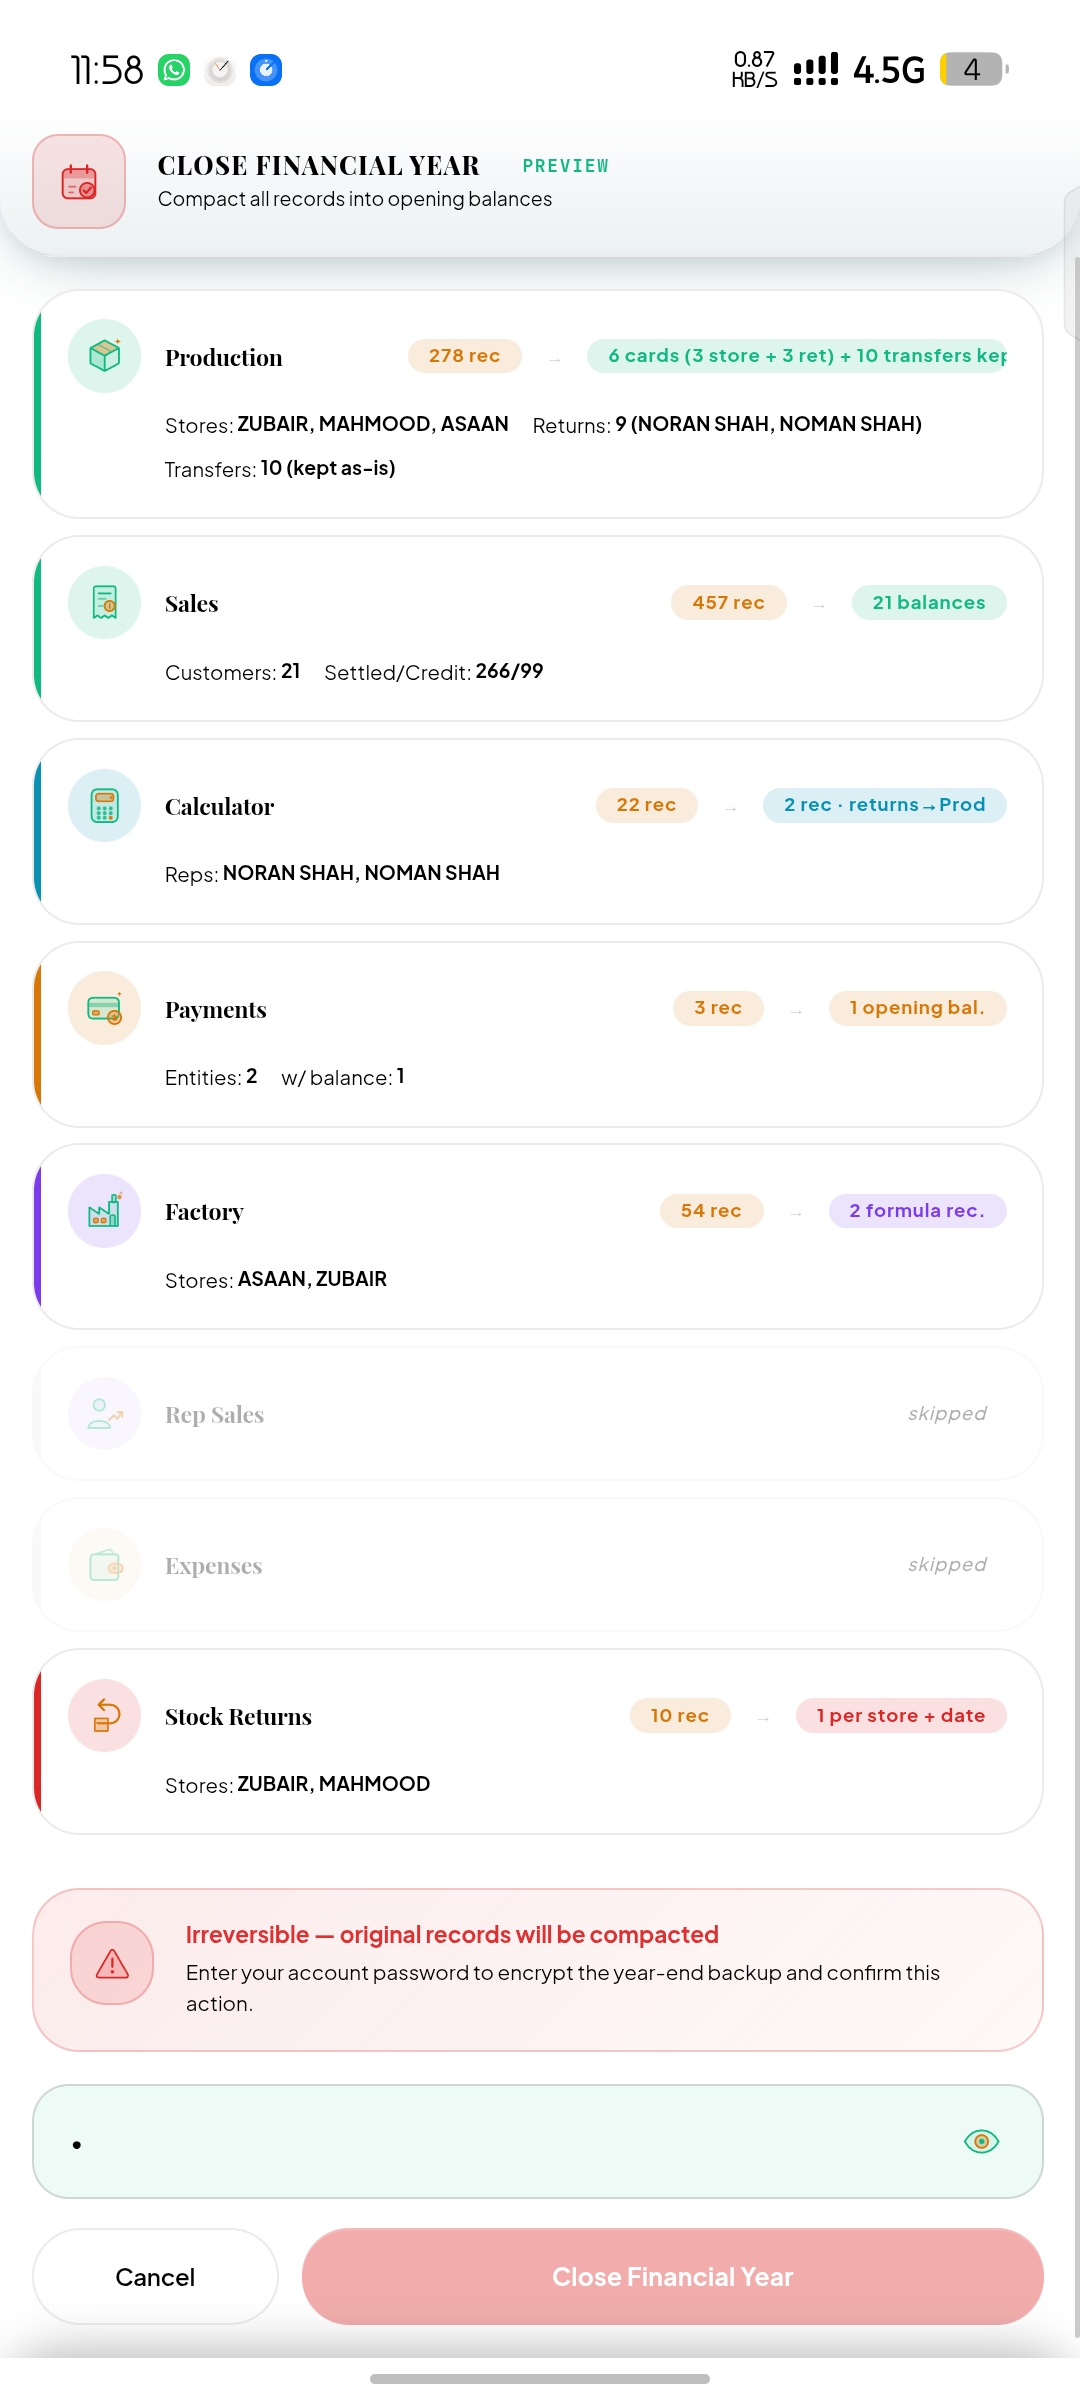 11:58
0.87
KB/S
4.5G
4
CLOSE FINANCIAL YEAR PREVIEW
Compact all records into opening balances
Production 278 rec → 6 cards (3 store + 3 ret) + 10 transfers kep
Stores: ZUBAIR, MAHMOOD, ASAAN Returns: 9 (NORAN SHAH, NOMAN SHAH)
Transfers: 10 (kept as-is)
Sales 457 rec → 21 balances
Customers: 21 Settled/Credit: 266/99
Calculator 22 rec → 2 rec · returns→Prod
Reps: NORAN SHAH, NOMAN SHAH
Payments 3 rec → 1 opening bal.
Entities: 2 w/ balance: 1
Factory 54 rec → 2 formula rec.
Stores: ASAAN, ZUBAIR
Rep Sales skipped
Expenses skipped
Stock Returns 10 rec → 1 per store + date
Stores: ZUBAIR, MAHMOOD
Irreversible — original records will be compacted
Enter your account password to encrypt the year-end backup and confirm this
action.
•
Cancel Close Financial Year